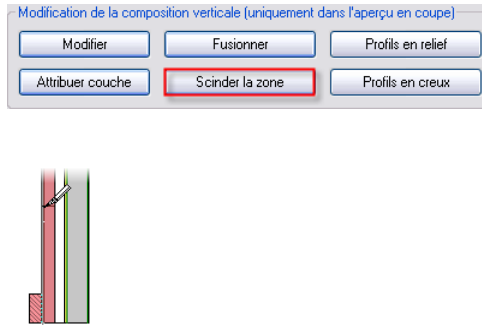 Modification de la composition verticale (uniquement dans l'aperçu en coupe)
Modifier Fusionner Profils en relief
Attribuer couche Scinder la zone Profils en creux